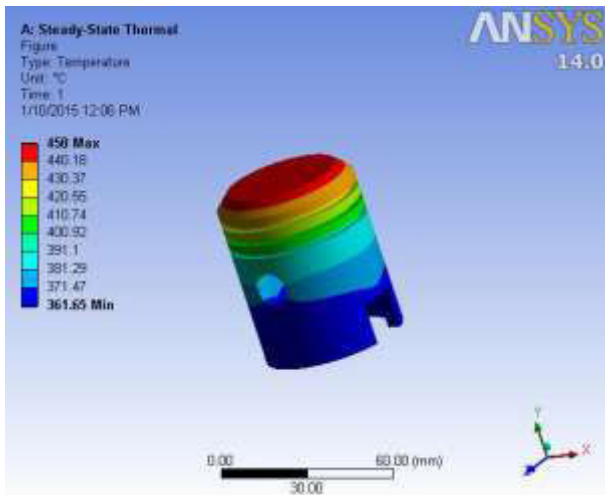 A: Steady-State Thermal
Figure
Type: Temperature
Unit: °C
Time: 1
1/10/2015 12:06 PM
ANSYS
14.0
450 Max
440.18
430.37
420.55
410.74
400.92
391.1
381.29
371.47
361.65 Min
Y
X
0.00
60.00 (mm)
30.00